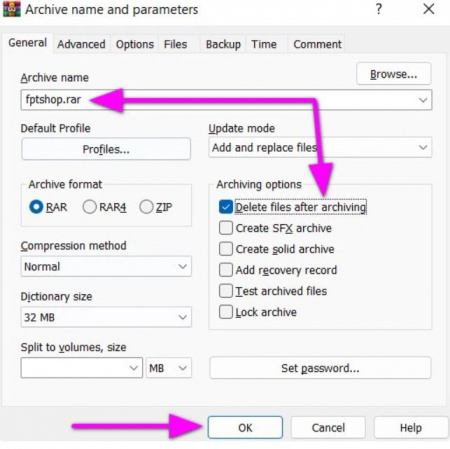 Archive name and parameters ? X
General Advanced Options Files Backup Time Comment
Archive name
Browse...
fptshop.rar
Default Profile Update mode
Profiles... Add and replace files
Archive format Archiving options
RAR RAR4 ZIP Delete files after archiving
Create SFX archive
Compression method Create solid archive
Normal Add recovery record
Dictionary size Test archived files
32 MB Lock archive
Split to volumes, size
MB Set password...
OK Cancel Help